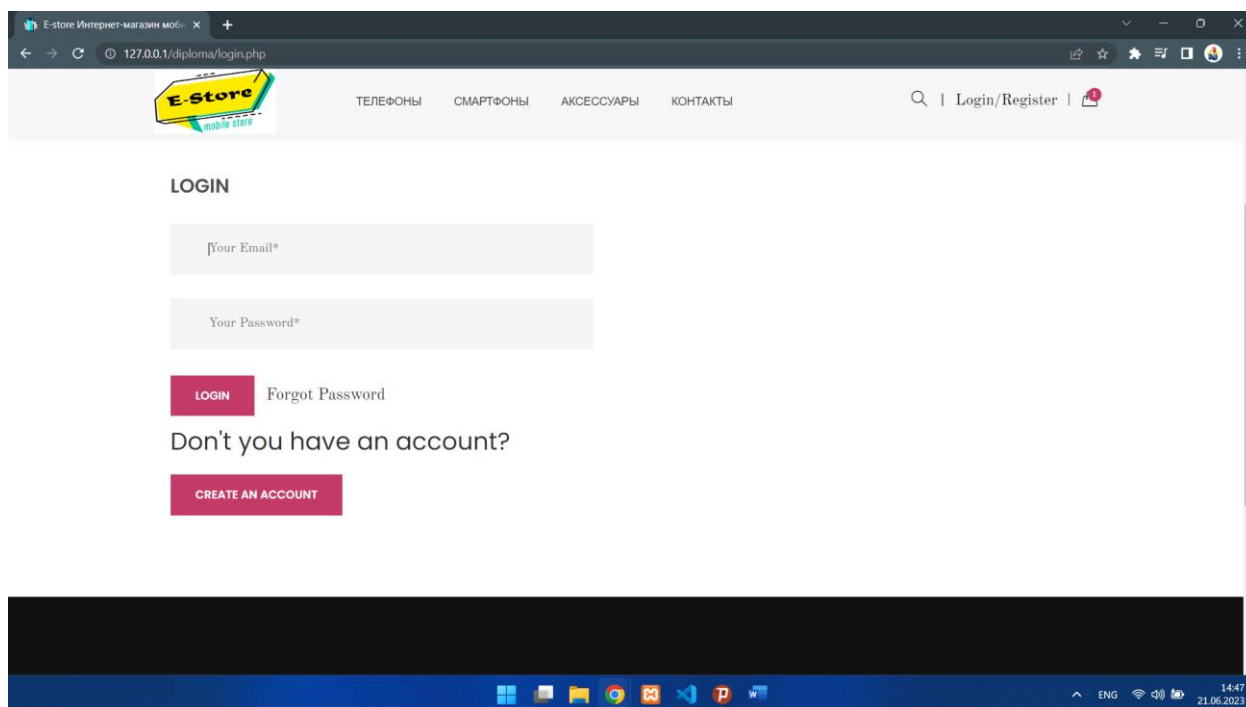 E-store Интернет-магазин моби
127.0.0.1/diploma/login.php
E-Store
mobile store
ТЕЛЕФОНЫ СМАРТФОНЫ АКСЕССУАРЫ КОНТАКТЫ
| Login/Register | 1
LOGIN
Your Email*
Your Password*
LOGIN Forgot Password
Don't you have an account?
CREATE AN ACCOUNT
ENG 14:47
21.06.2023